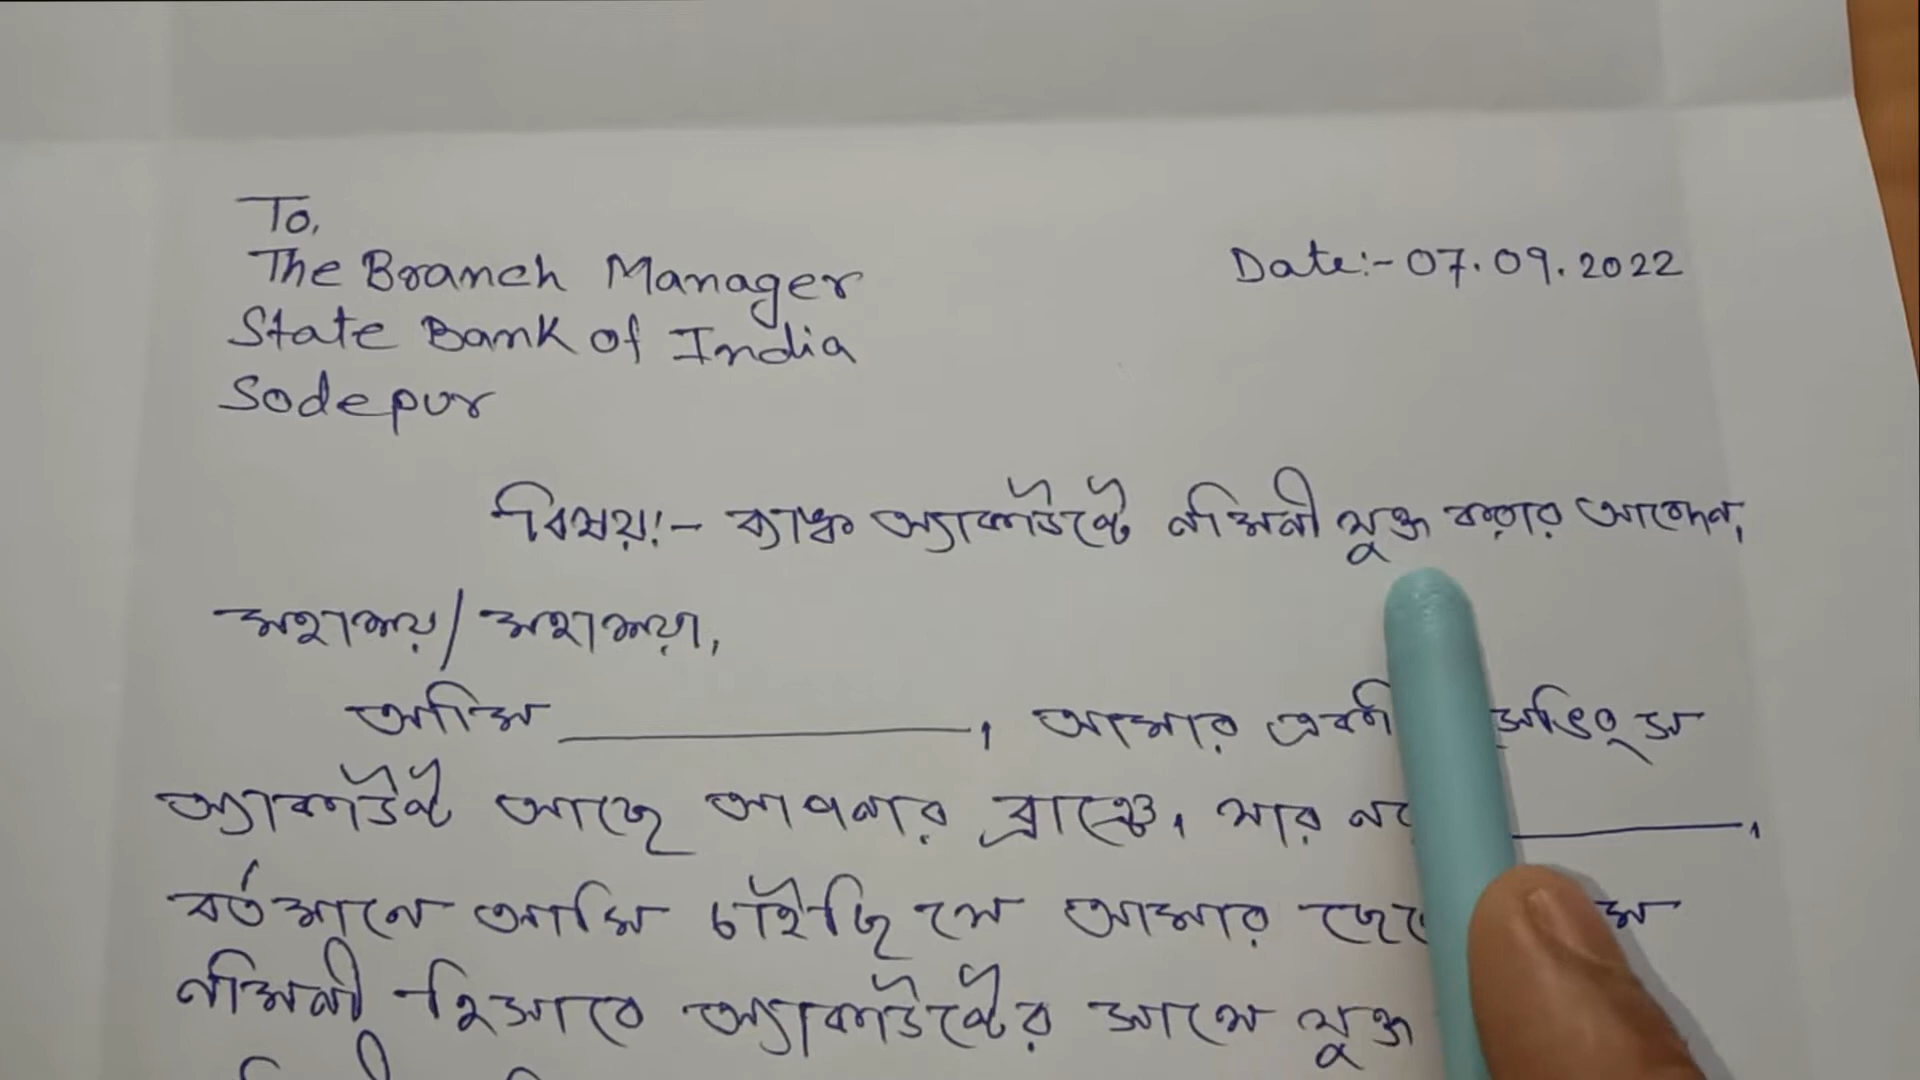 To,
The Branch Manager
Date:- 07.09.2022
State Bank of India
Sodepur
বিষয়:- ব্যাঙ্ক অ্যাকাউন্টে নমিনী যুক্ত করার আবেদন,
মহাশয়/মহাশয়া,
আমি ____________, আমার একটি সেভিংস
অ্যাকাউন্ট আছে আপনার ব্রাঞ্চে, যার ________,
বর্তমানে আমি চাইছি যে আমার
নমিনী হিসাবে অ্যাকাউন্টের সাথে যুক্ত